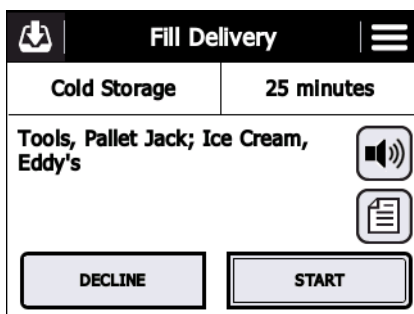 Fill Delivery
Cold Storage
25 minutes
Tools, Pallet Jack; Ice Cream,
Eddy's
DECLINE
START